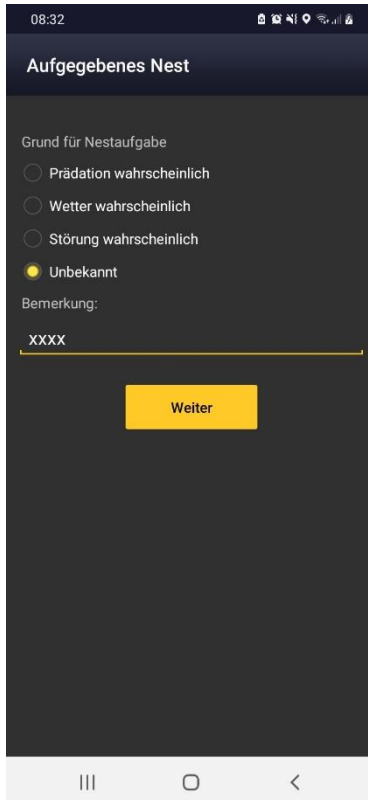 08:32
Aufgegebenes Nest
Grund für Nestaufgabe
Prädation wahrscheinlich
Wetter wahrscheinlich
Störung wahrscheinlich
Unbekannt
Bemerkung:
xxxx
Weiter